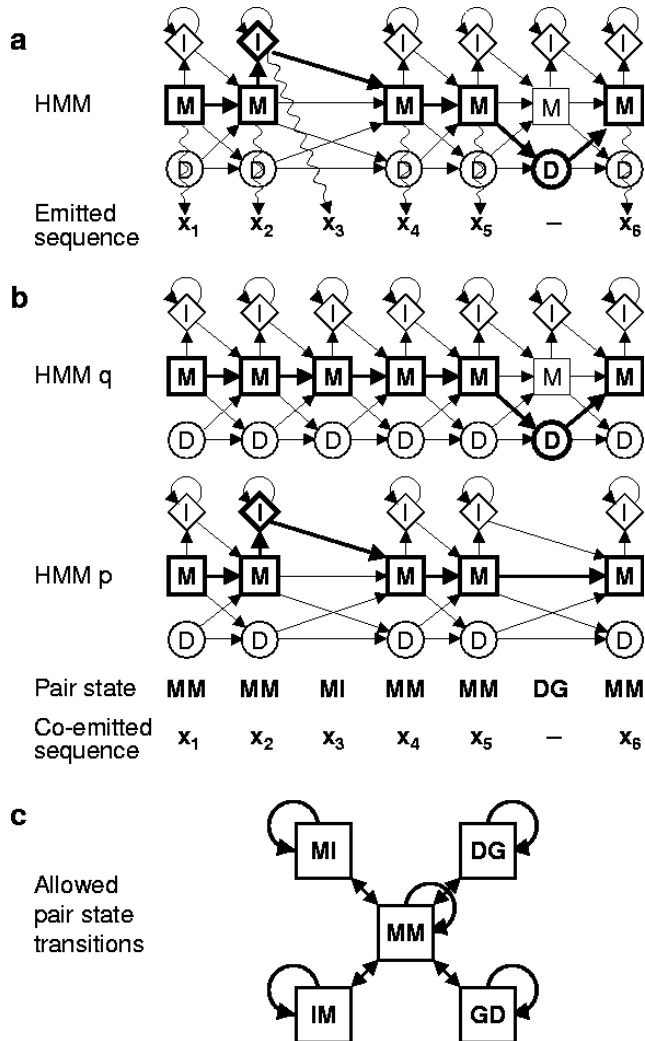 a
I I I I I I
HMM
M M M M M M
D D D D D D
Emitted
sequence
x1 x2 x3 x4 x5 – x6
b
I I I I I I I
HMM q
M M M M M M M
D D D D D D D
I I I I I
HMM p
M M M M M
D D D D D
Pair state MM MM MI MM MM DG MM
Co-emitted
sequence
x1 x2 x3 x4 x5 – x6
c
MI DG
Allowed
pair state
transitions
MM
IM GD